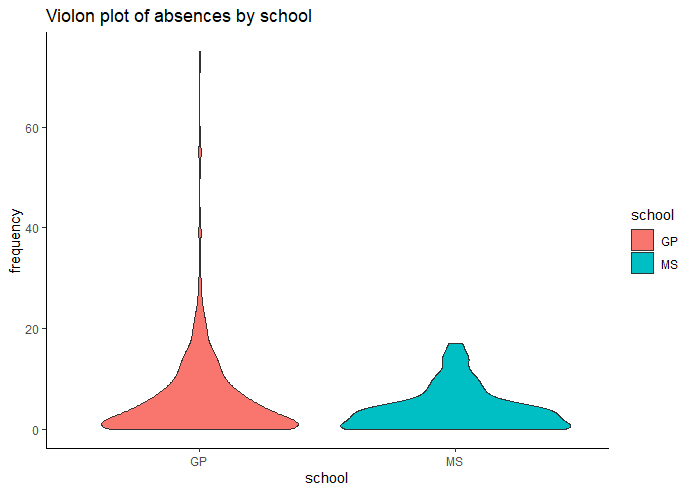 Violon plot of absences by school
frequency
60
40
20
0
GP
MS
school
school
GP
MS